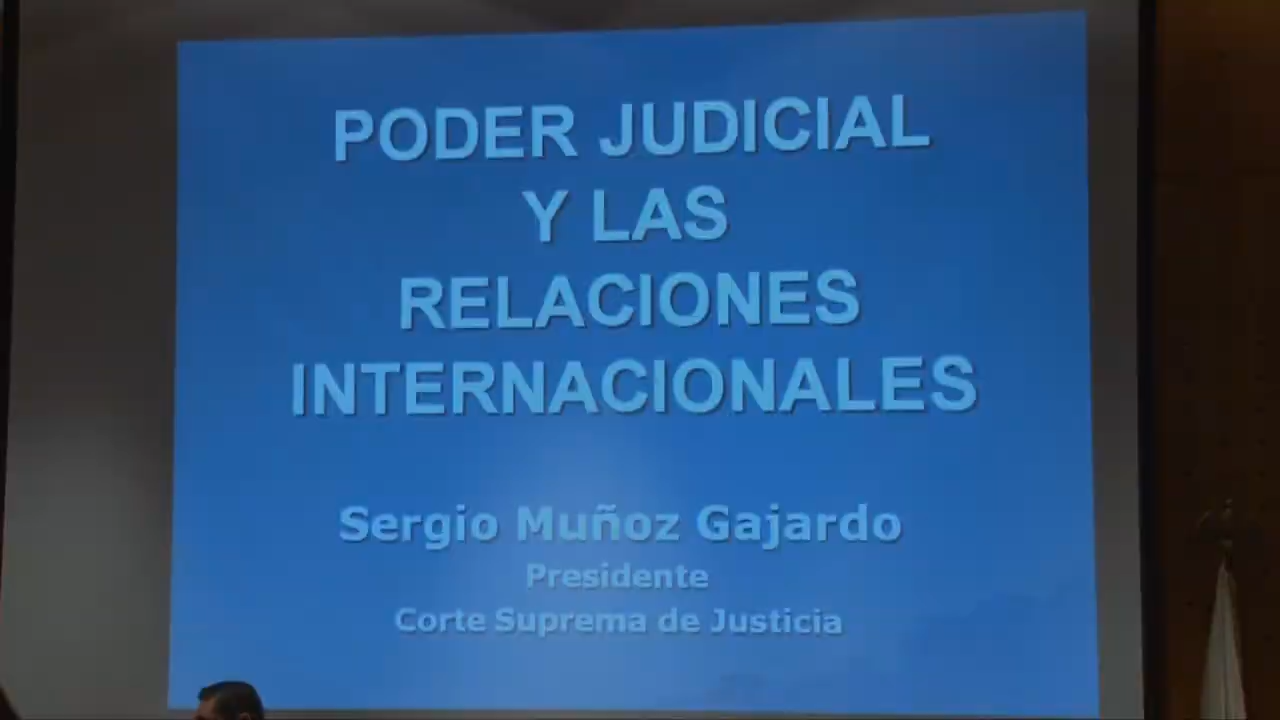 PODER JUDICIAL
Y LAS
RELACIONES
INTERNACIONALES
Sergio Muñoz Gajardo
Presidente
Corte Suprema de Justicia